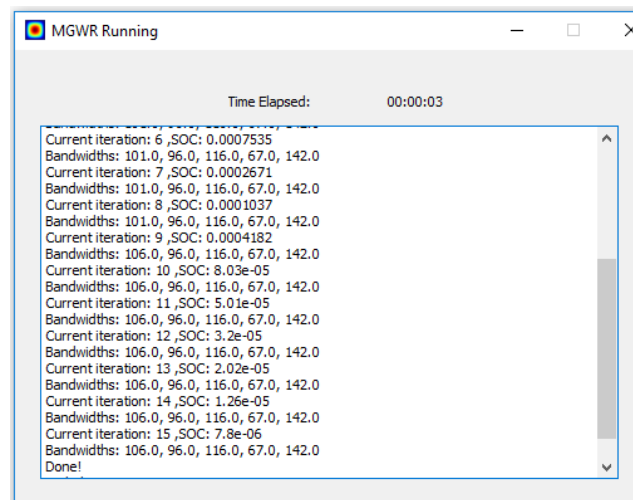 MGWR Running
Time Elapsed: 00:00:03
Current iteration: 6 ,SOC: 0.0007535
Bandwidths: 101.0, 96.0, 116.0, 67.0, 142.0
Current iteration: 7 ,SOC: 0.0002671
Bandwidths: 101.0, 96.0, 116.0, 67.0, 142.0
Current iteration: 8 ,SOC: 0.0001037
Bandwidths: 101.0, 96.0, 116.0, 67.0, 142.0
Current iteration: 9 ,SOC: 0.0004182
Bandwidths: 106.0, 96.0, 116.0, 67.0, 142.0
Current iteration: 10 ,SOC: 8.03e-05
Bandwidths: 106.0, 96.0, 116.0, 67.0, 142.0
Current iteration: 11 ,SOC: 5.01e-05
Bandwidths: 106.0, 96.0, 116.0, 67.0, 142.0
Current iteration: 12 ,SOC: 3.2e-05
Bandwidths: 106.0, 96.0, 116.0, 67.0, 142.0
Current iteration: 13 ,SOC: 2.02e-05
Bandwidths: 106.0, 96.0, 116.0, 67.0, 142.0
Current iteration: 14 ,SOC: 1.26e-05
Bandwidths: 106.0, 96.0, 116.0, 67.0, 142.0
Current iteration: 15 ,SOC: 7.8e-06
Bandwidths: 106.0, 96.0, 116.0, 67.0, 142.0
Done!